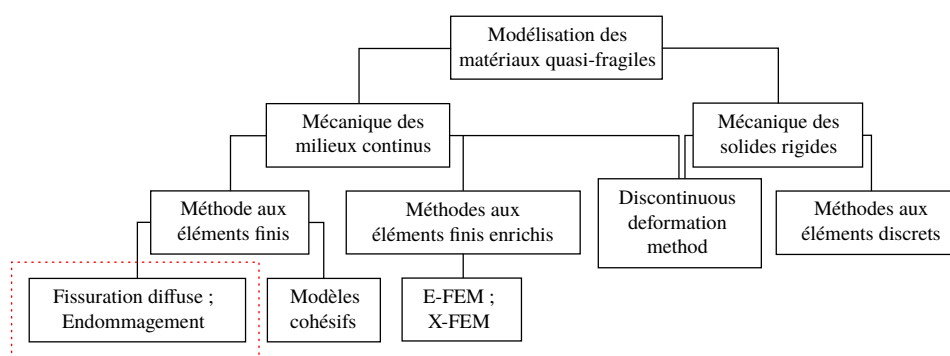 Modélisation des
matériaux quasi-fragiles
Mécanique des
milieux continus
Mécanique des
solides rigides
Méthode aux
éléments finis
Méthodes aux
éléments finis enrichis
Discontinuous
deformation
method
Méthodes aux
éléments discrets
Fissuration diffuse ;
Endommagement
Modèles
cohésifs
E-FEM ;
X-FEM